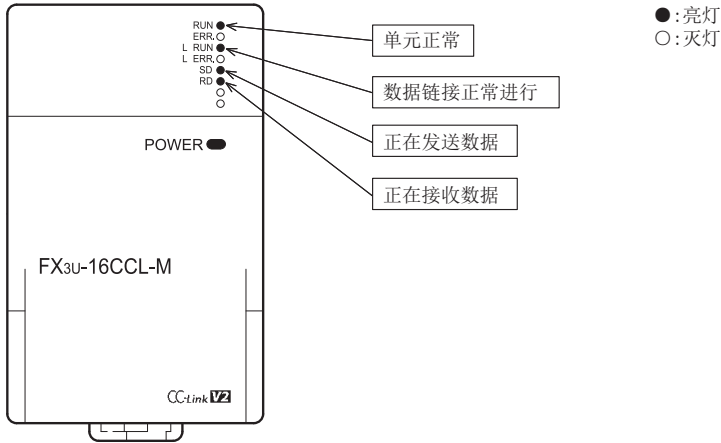 RUN
ERR.
L RUN
L ERR.
SD
RD
POWER
FX3U-16CCL-M
CC-Link V2
单元正常
数据链接正常进行
正在发送数据
正在接收数据
●:亮灯
○:灭灯